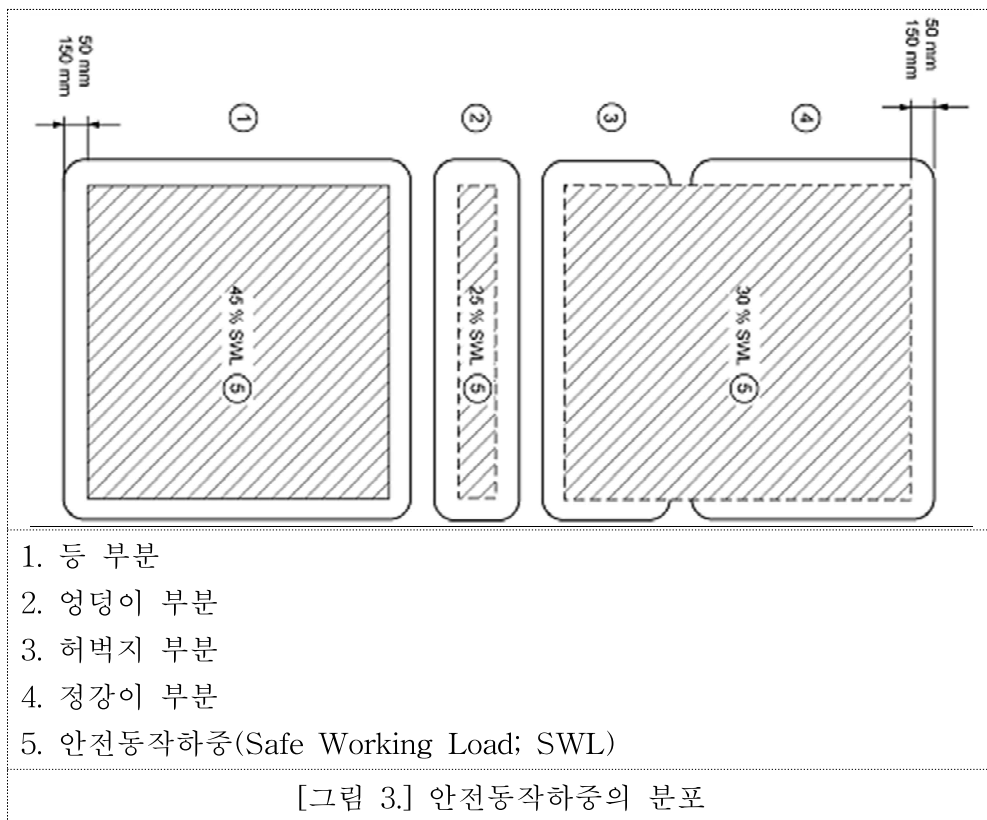 50 mm
150 mm
50 mm
150 mm
① ② ③ ④
45 % SWL ⑤
25 % SWL ⑤
30 % SWL ⑤
1. 등 부분
2. 엉덩이 부분
3. 허벅지 부분
4. 정강이 부분
5. 안전동작하중(Safe Working Load; SWL)
[그림 3.] 안전동작하중의 분포